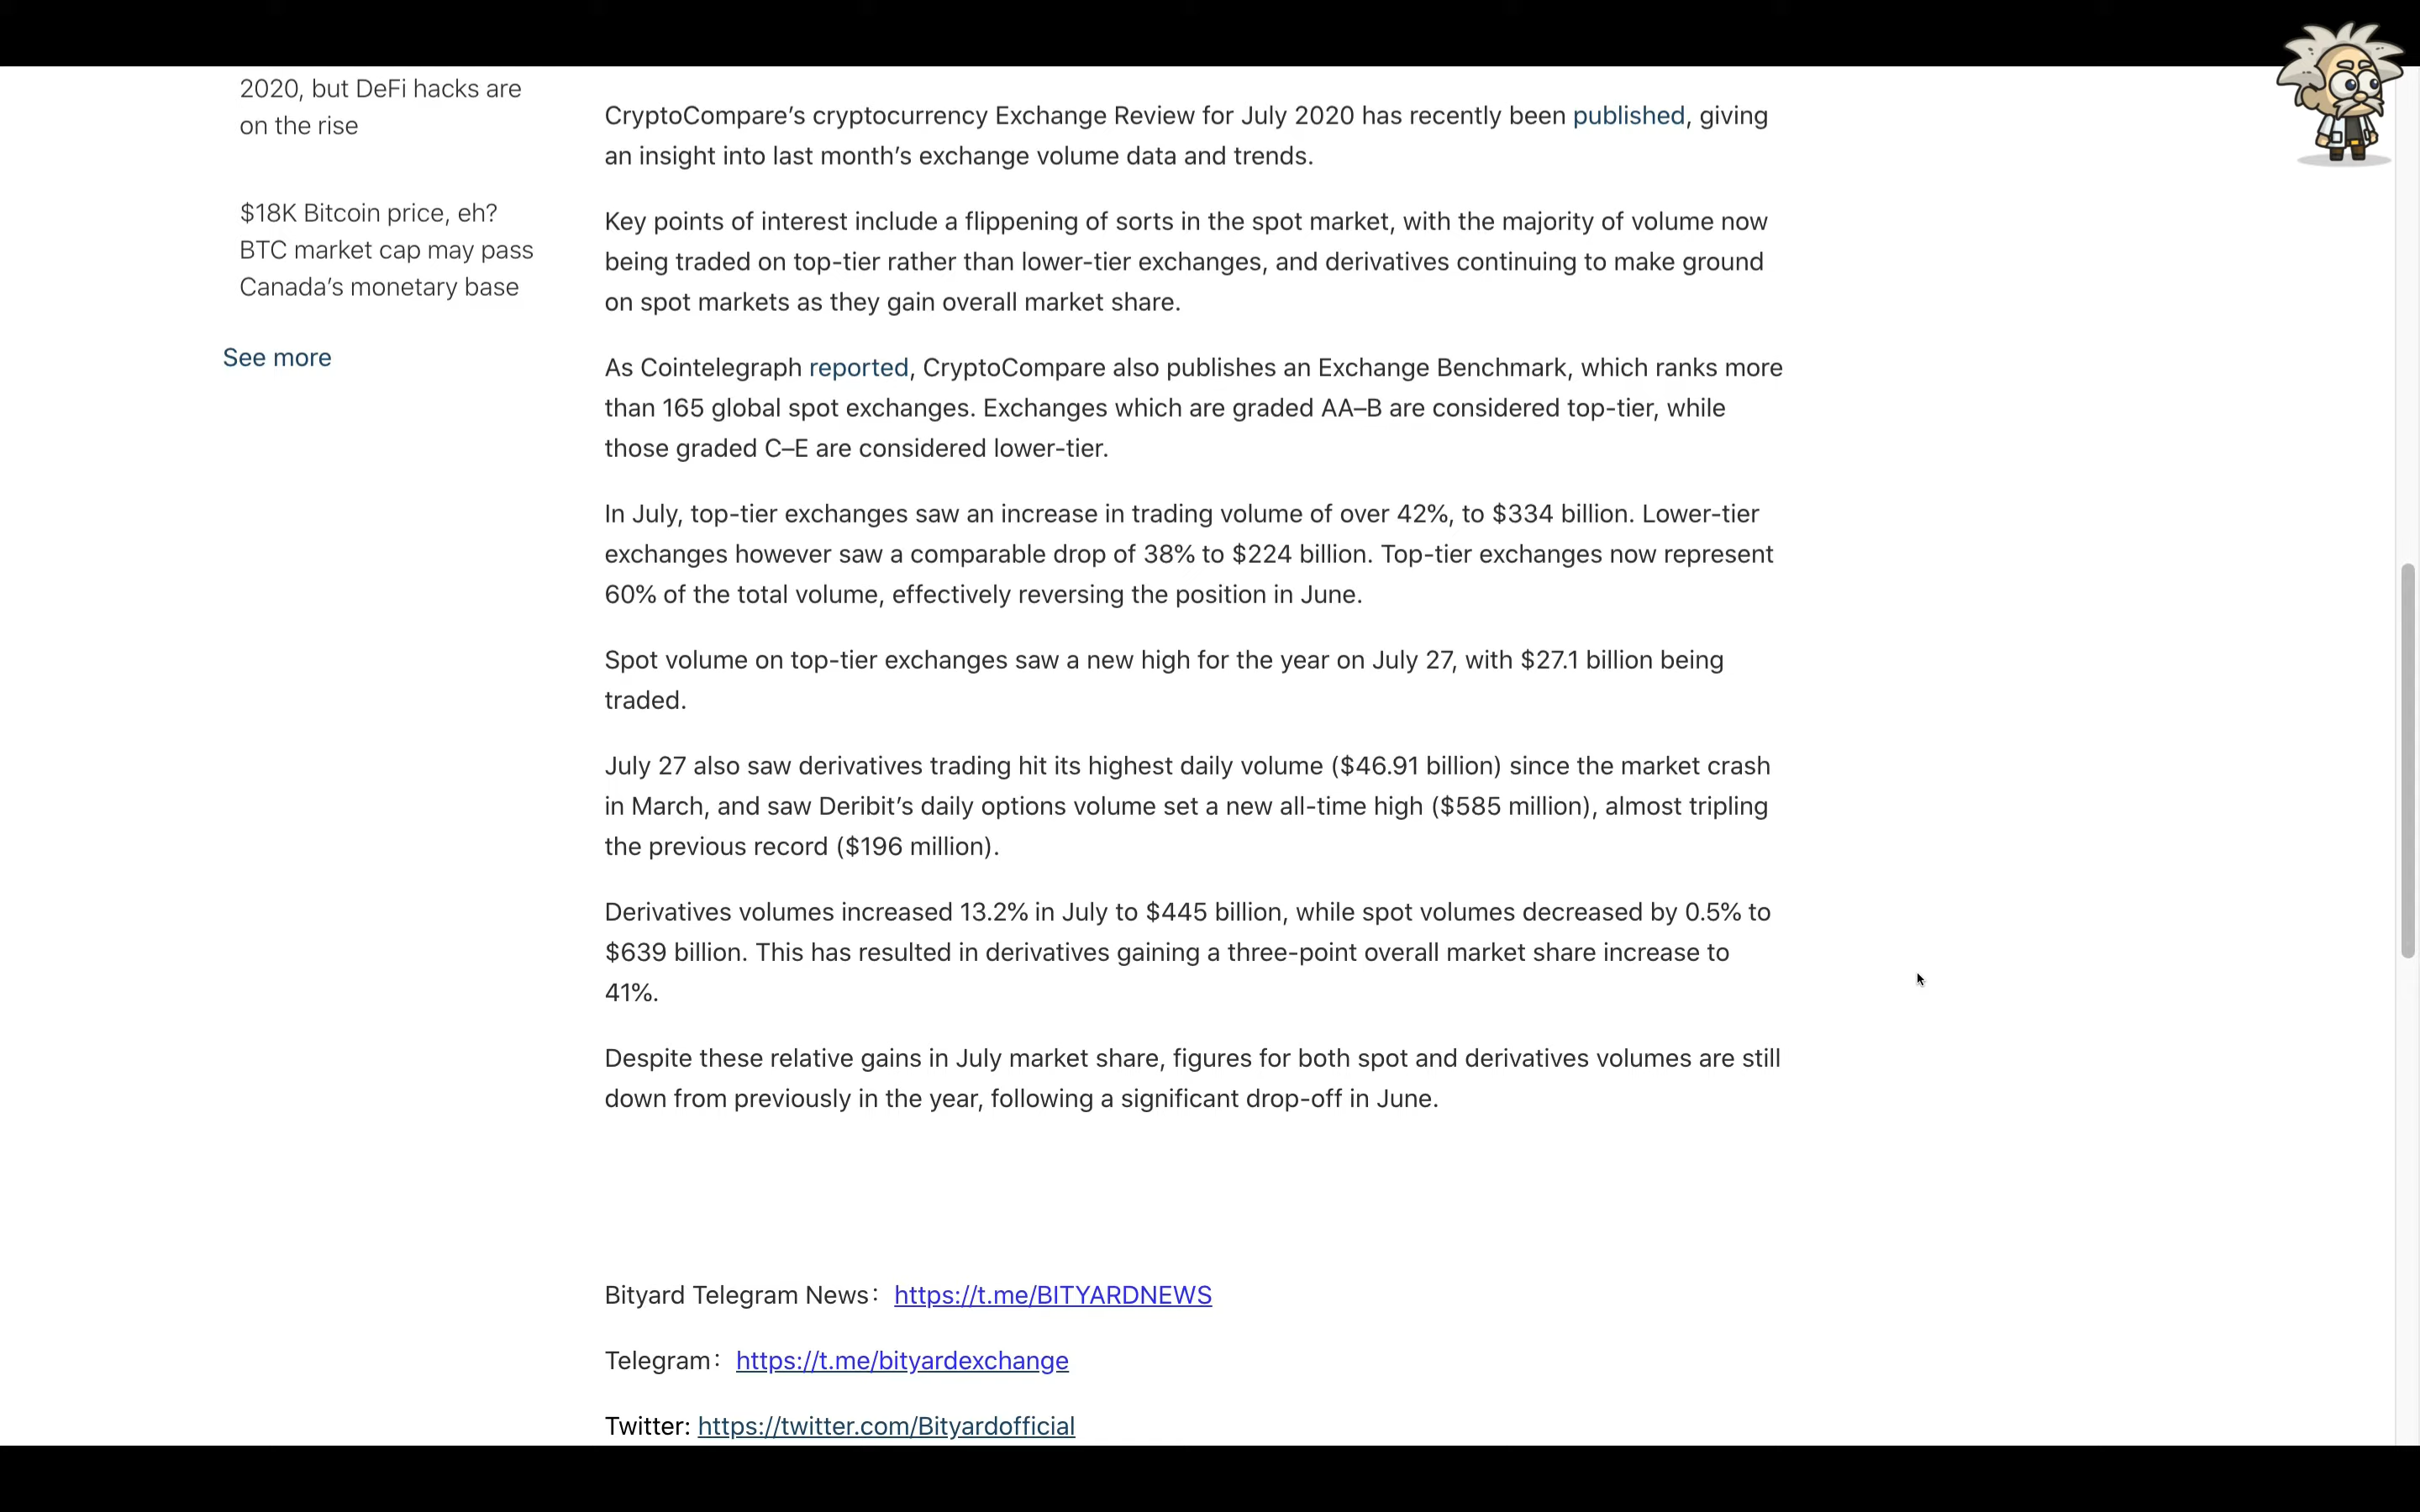 2020, but DeFi hacks are
on the rise
$18K Bitcoin price, eh?
BTC market cap may pass
Canada’s monetary base
See more
CryptoCompare’s cryptocurrency Exchange Review for July 2020 has recently been published, giving
an insight into last month’s exchange volume data and trends.
Key points of interest include a flippening of sorts in the spot market, with the majority of volume now
being traded on top-tier rather than lower-tier exchanges, and derivatives continuing to make ground
on spot markets as they gain overall market share.
As Cointelegraph reported, CryptoCompare also publishes an Exchange Benchmark, which ranks more
than 165 global spot exchanges. Exchanges which are graded AA–B are considered top-tier, while
those graded C–E are considered lower-tier.
In July, top-tier exchanges saw an increase in trading volume of over 42%, to $334 billion. Lower-tier
exchanges however saw a comparable drop of 38% to $224 billion. Top-tier exchanges now represent
60% of the total volume, effectively reversing the position in June.
Spot volume on top-tier exchanges saw a new high for the year on July 27, with $27.1 billion being
traded.
July 27 also saw derivatives trading hit its highest daily volume ($46.91 billion) since the market crash
in March, and saw Deribit’s daily options volume set a new all-time high ($585 million), almost tripling
the previous record ($196 million).
Derivatives volumes increased 13.2% in July to $445 billion, while spot volumes decreased by 0.5% to
$639 billion. This has resulted in derivatives gaining a three-point overall market share increase to
41%.
Despite these relative gains in July market share, figures for both spot and derivatives volumes are still
down from previously in the year, following a significant drop-off in June.
Bityard Telegram News：https://t.me/BITYARDNEWS
Telegram：https://t.me/bityardexchange
Twitter: https://twitter.com/Bityardofficial